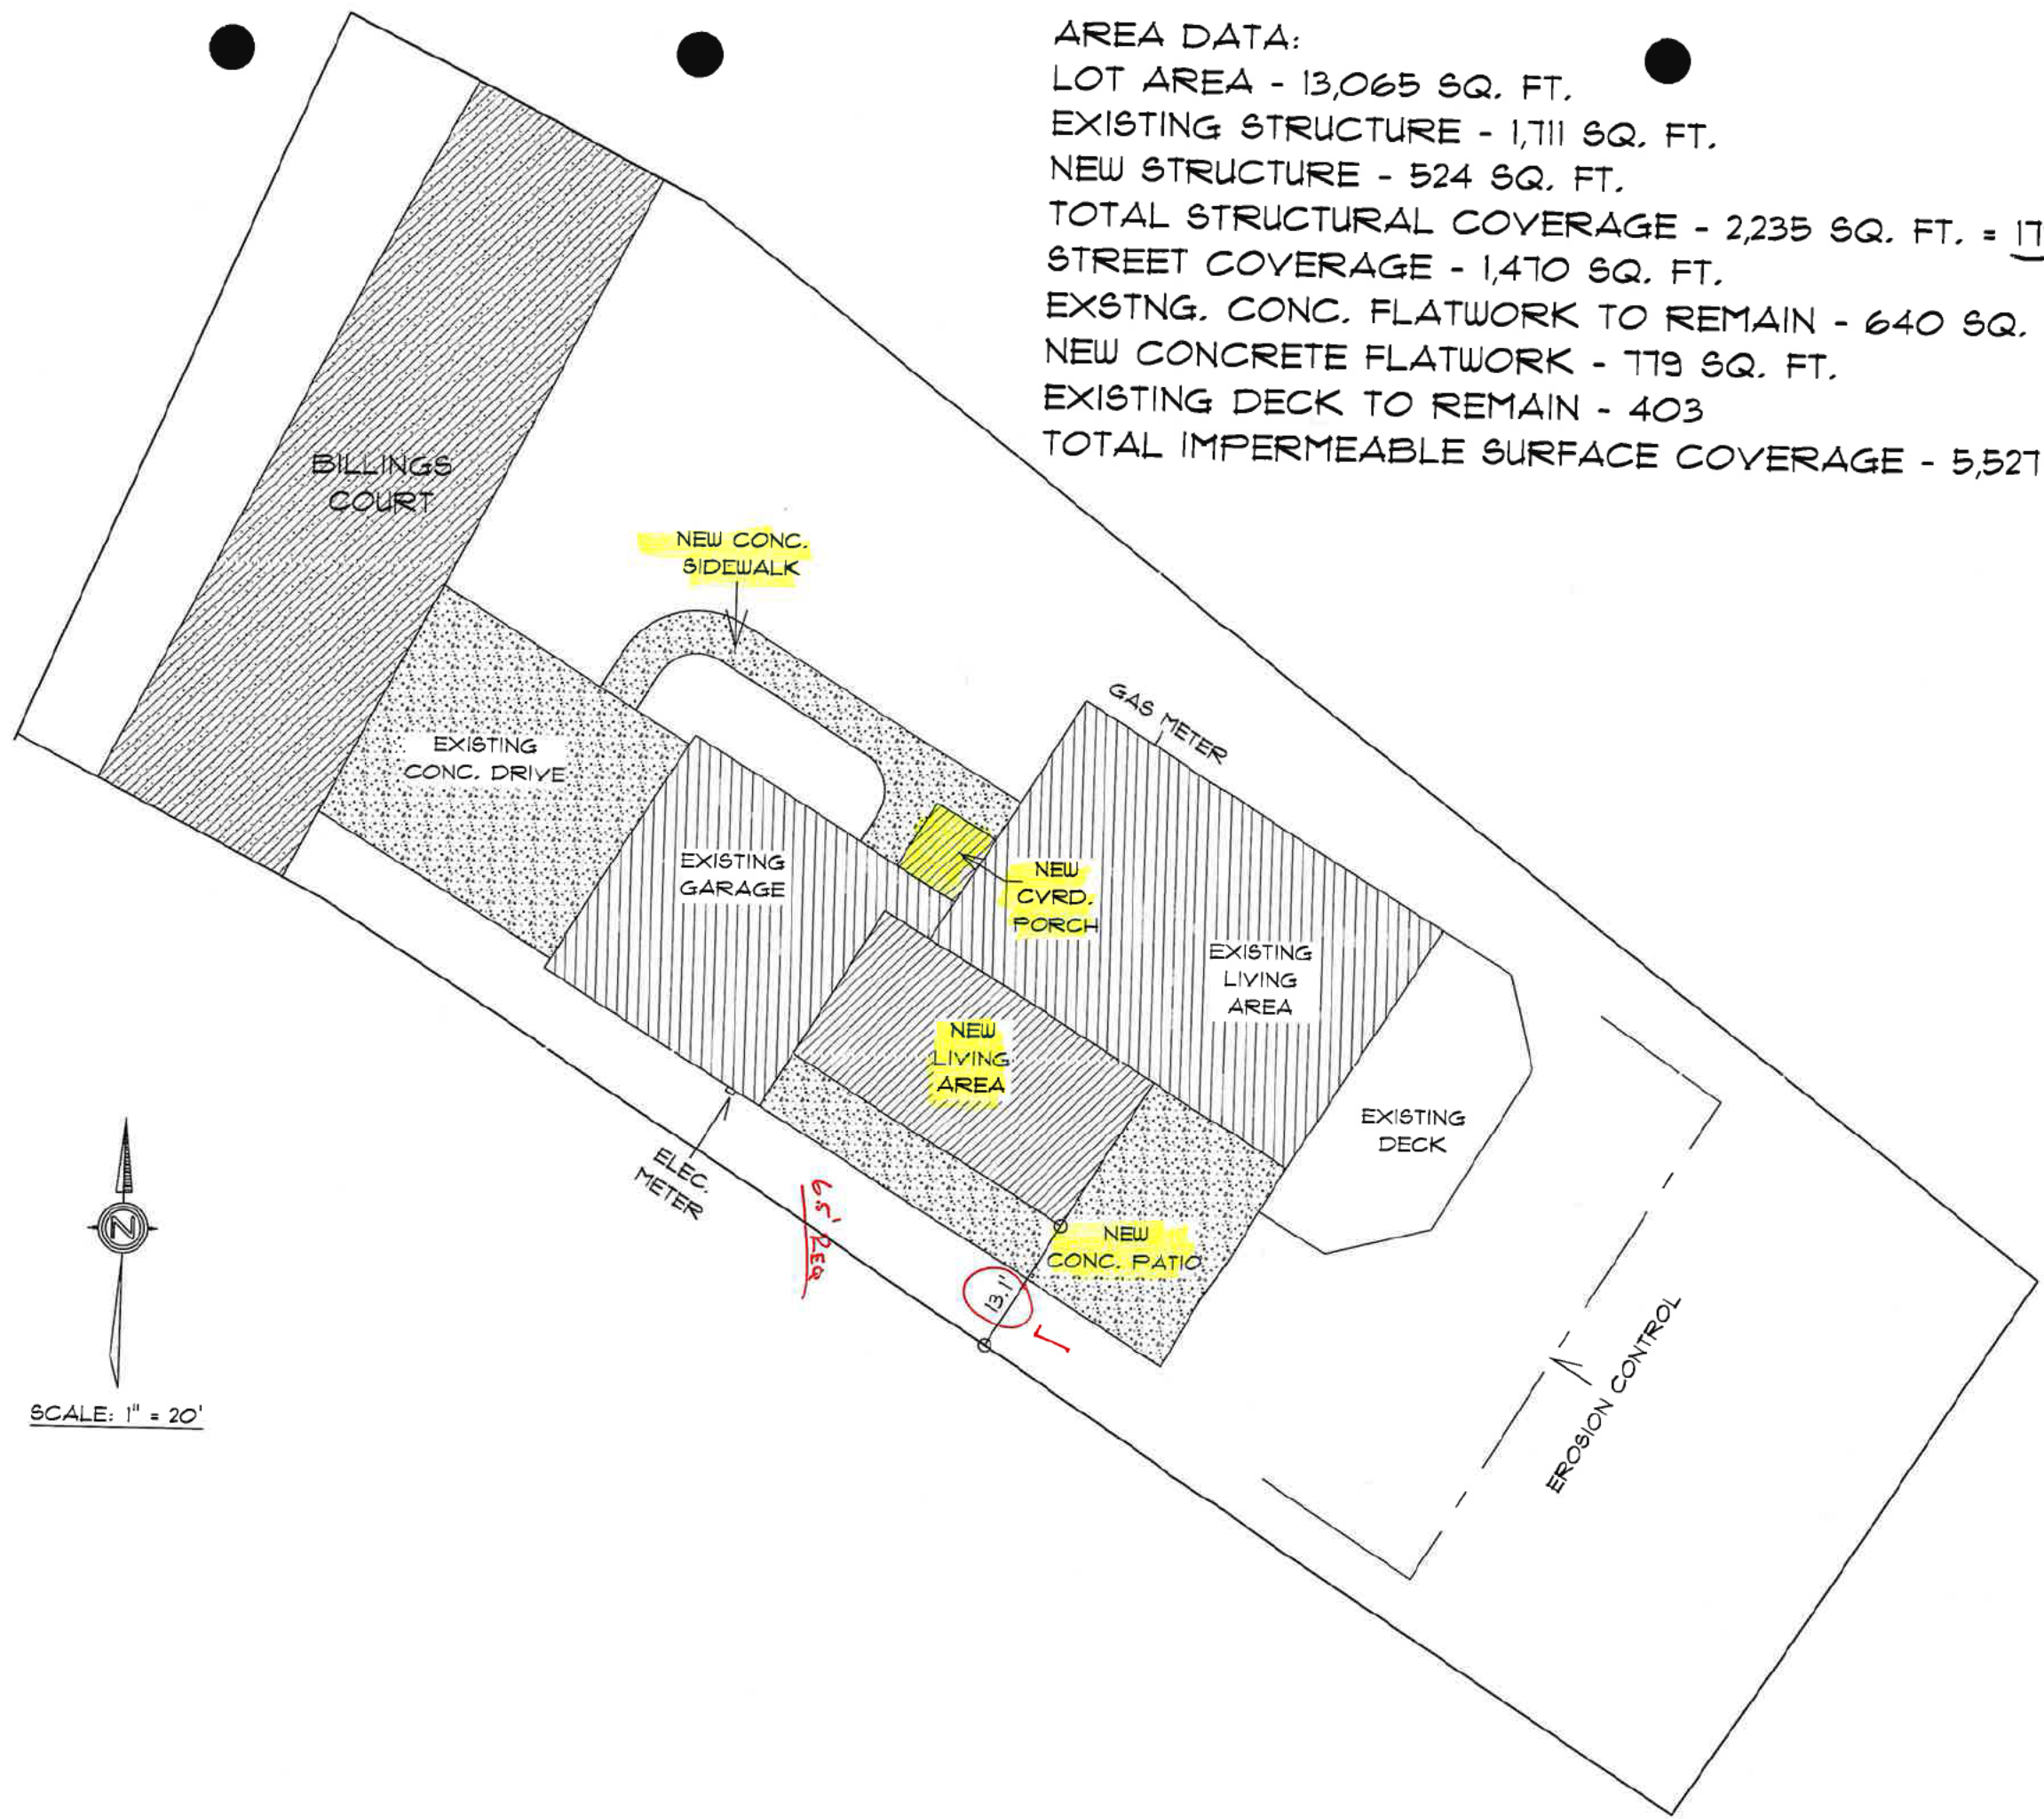 AREA DATA:
LOT AREA - 13,065 SQ. FT.
EXISTING STRUCTURE - 1,711 SQ. FT.
NEW STRUCTURE - 524 SQ. FT.
TOTAL STRUCTURAL COVERAGE - 2,235 SQ. FT. = 17
STREET COVERAGE - 1,470 SQ. FT.
EXSTNG. CONC. FLATWORK TO REMAIN - 640 SQ.
NEW CONCRETE FLATWORK - 779 SQ. FT.
EXISTING DECK TO REMAIN - 403
TOTAL IMPERMEABLE SURFACE COVERAGE - 5,527
BILLINGS
COURT
NEW CONC.
SIDEWALK
GAS METER
EXISTING
CONC. DRIVE
EXISTING
GARAGE
NEW
CVRD.
PORCH
EXISTING
LIVING
AREA
NEW
LIVING
AREA
EXISTING
DECK
ELEC.
METER
6.5' REQ
NEW
CONC. PATIO
13.1'
EROSION CONTROL
N
SCALE: 1" = 20'